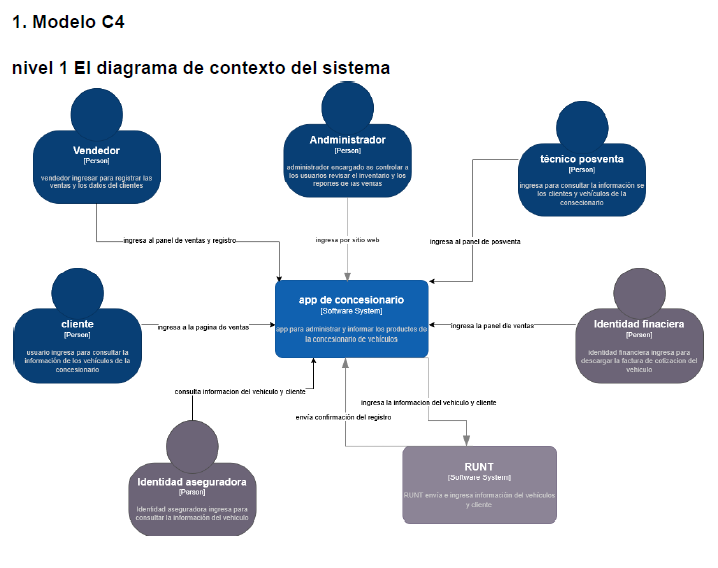 1. Modelo C4
nivel 1 El diagrama de contexto del sistema
Vendedor
[Person]
vendedor ingresar para registrar las
ventas y los datos del clientes
Andministrador
[Person]
administrador encargado se controlar a
los usuarios revisar el inventario y los
reportes de las ventas
técnico posventa
[Person]
ingresa para consultar la información se
los clientes y vehículos de la
consecionario
ingresa al panel de ventas y registro
ingresa por sitio web
ingresa al panel de posventa
cliente
[Person]
usuario ingresa para consultar la
información de los vehículos de la
concesionario
ingresa a la pagina de ventas
app de concesionario
[Software System]
app para administrar y informar los productos de
la concesionario de vehículos
ingresa la panel de ventas
Identidad finaciera
[Person]
identidad financiera ingresa para
descargar la factura de cotizacion del
vehículo
consulta informacion del vehículo y cliente
ingresa la informacion del vehiculo y cliente
envía confirmación del registro
Identidad aseguradora
[Person]
Identidad aseguradora ingresa para
consultar la información del vehículo
RUNT
[Software System]
RUNT envía e ingresa información del vehículos
y cliente